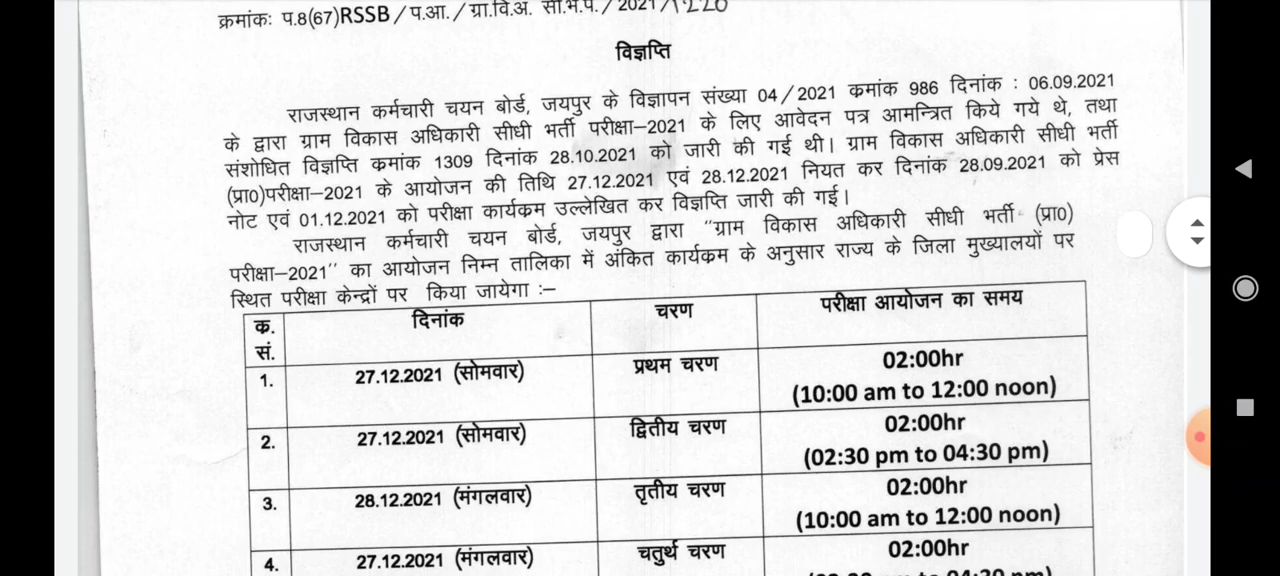 क्रमांकः प.8(67)RSSB / प.आ. / ग्रा.वि.अ. सी.भ.प. / 2021 /
विज्ञप्ति
राजस्थान कर्मचारी चयन बोर्ड, जयपुर के विज्ञापन संख्या 04/2021 क्रमांक 986 दिनांक : 06.09.2021
के द्वारा ग्राम विकास अधिकारी सीधी भर्ती परीक्षा–2021 के लिए आवेदन पत्र आमन्त्रित किये गये थे, तथा
संशोधित विज्ञप्ति क्रमांक 1309 दिनांक 28.10.2021 को जारी की गई थी। ग्राम विकास अधिकारी सीधी भर्ती
(प्रा०)परीक्षा–2021 के आयोजन की तिथि 27.12.2021 एवं 28.12.2021 नियत कर दिनांक 28.09.2021 को प्रेस
नोट एवं 01.12.2021 को परीक्षा कार्यक्रम उल्लेखित कर विज्ञप्ति जारी की गई।
राजस्थान कर्मचारी चयन बोर्ड, जयपुर द्वारा "ग्राम विकास अधिकारी सीधी भर्ती (प्रा०)
परीक्षा–2021" का आयोजन निम्न तालिका में अंकित कार्यक्रम के अनुसार राज्य के जिला मुख्यालयों पर
स्थित परीक्षा केन्द्रों पर किया जायेगा :–
क. सं. दिनांक चरण परीक्षा आयोजन का समय
1. 27.12.2021 (सोमवार) प्रथम चरण 02:00hr
(10:00 am to 12:00 noon)
2. 27.12.2021 (सोमवार) द्वितीय चरण 02:00hr
(02:30 pm to 04:30 pm)
3. 28.12.2021 (मंगलवार) तृतीय चरण 02:00hr
(10:00 am to 12:00 noon)
4. 27.12.2021 (मंगलवार) चतुर्थ चरण 02:00hr